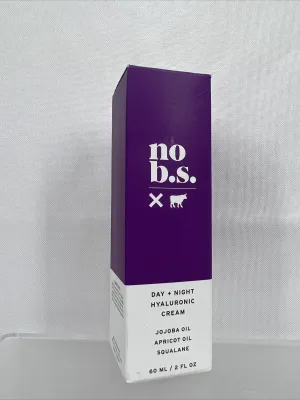 no
b.s.
DAY + NIGHT
HYALURONIC
CREAM
JOJOBA OIL
APRICOT OIL
SQUALANE
60 ML / 2 FL OZ